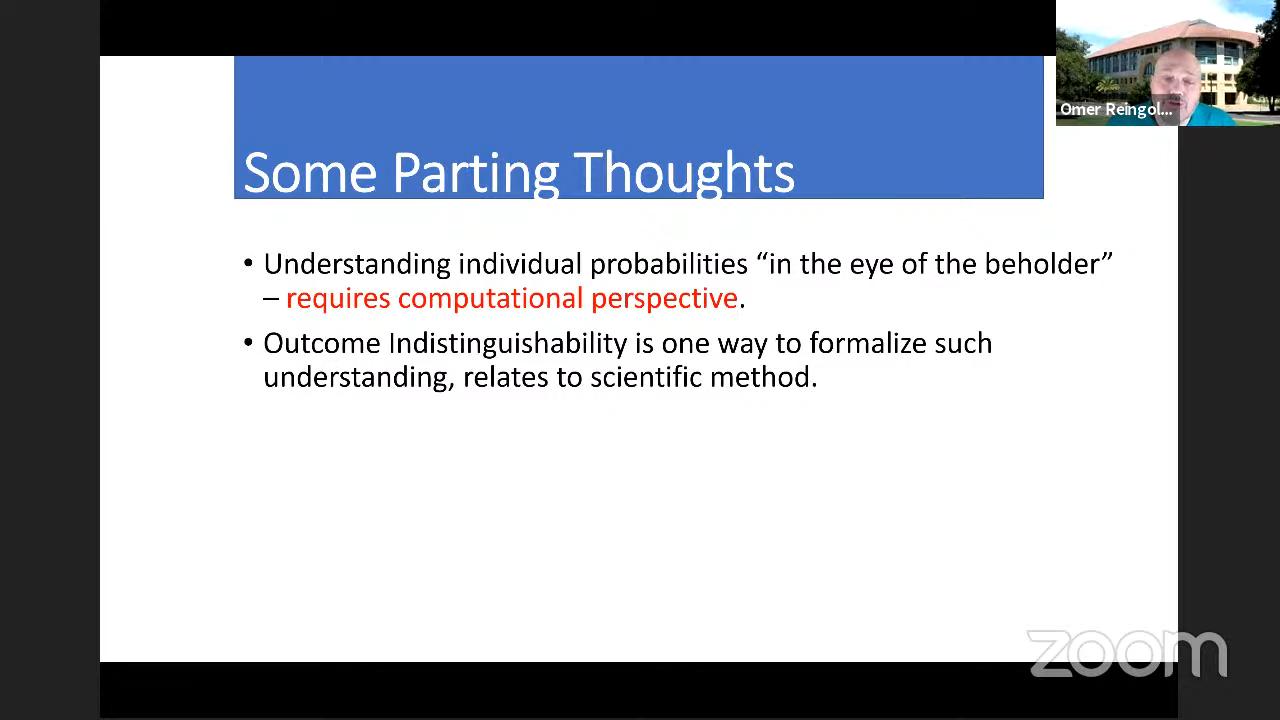 Omer Reingol...
Some Parting Thoughts
• Understanding individual probabilities “in the eye of the beholder”
– requires computational perspective.
• Outcome Indistinguishability is one way to formalize such
understanding, relates to scientific method.
zoom